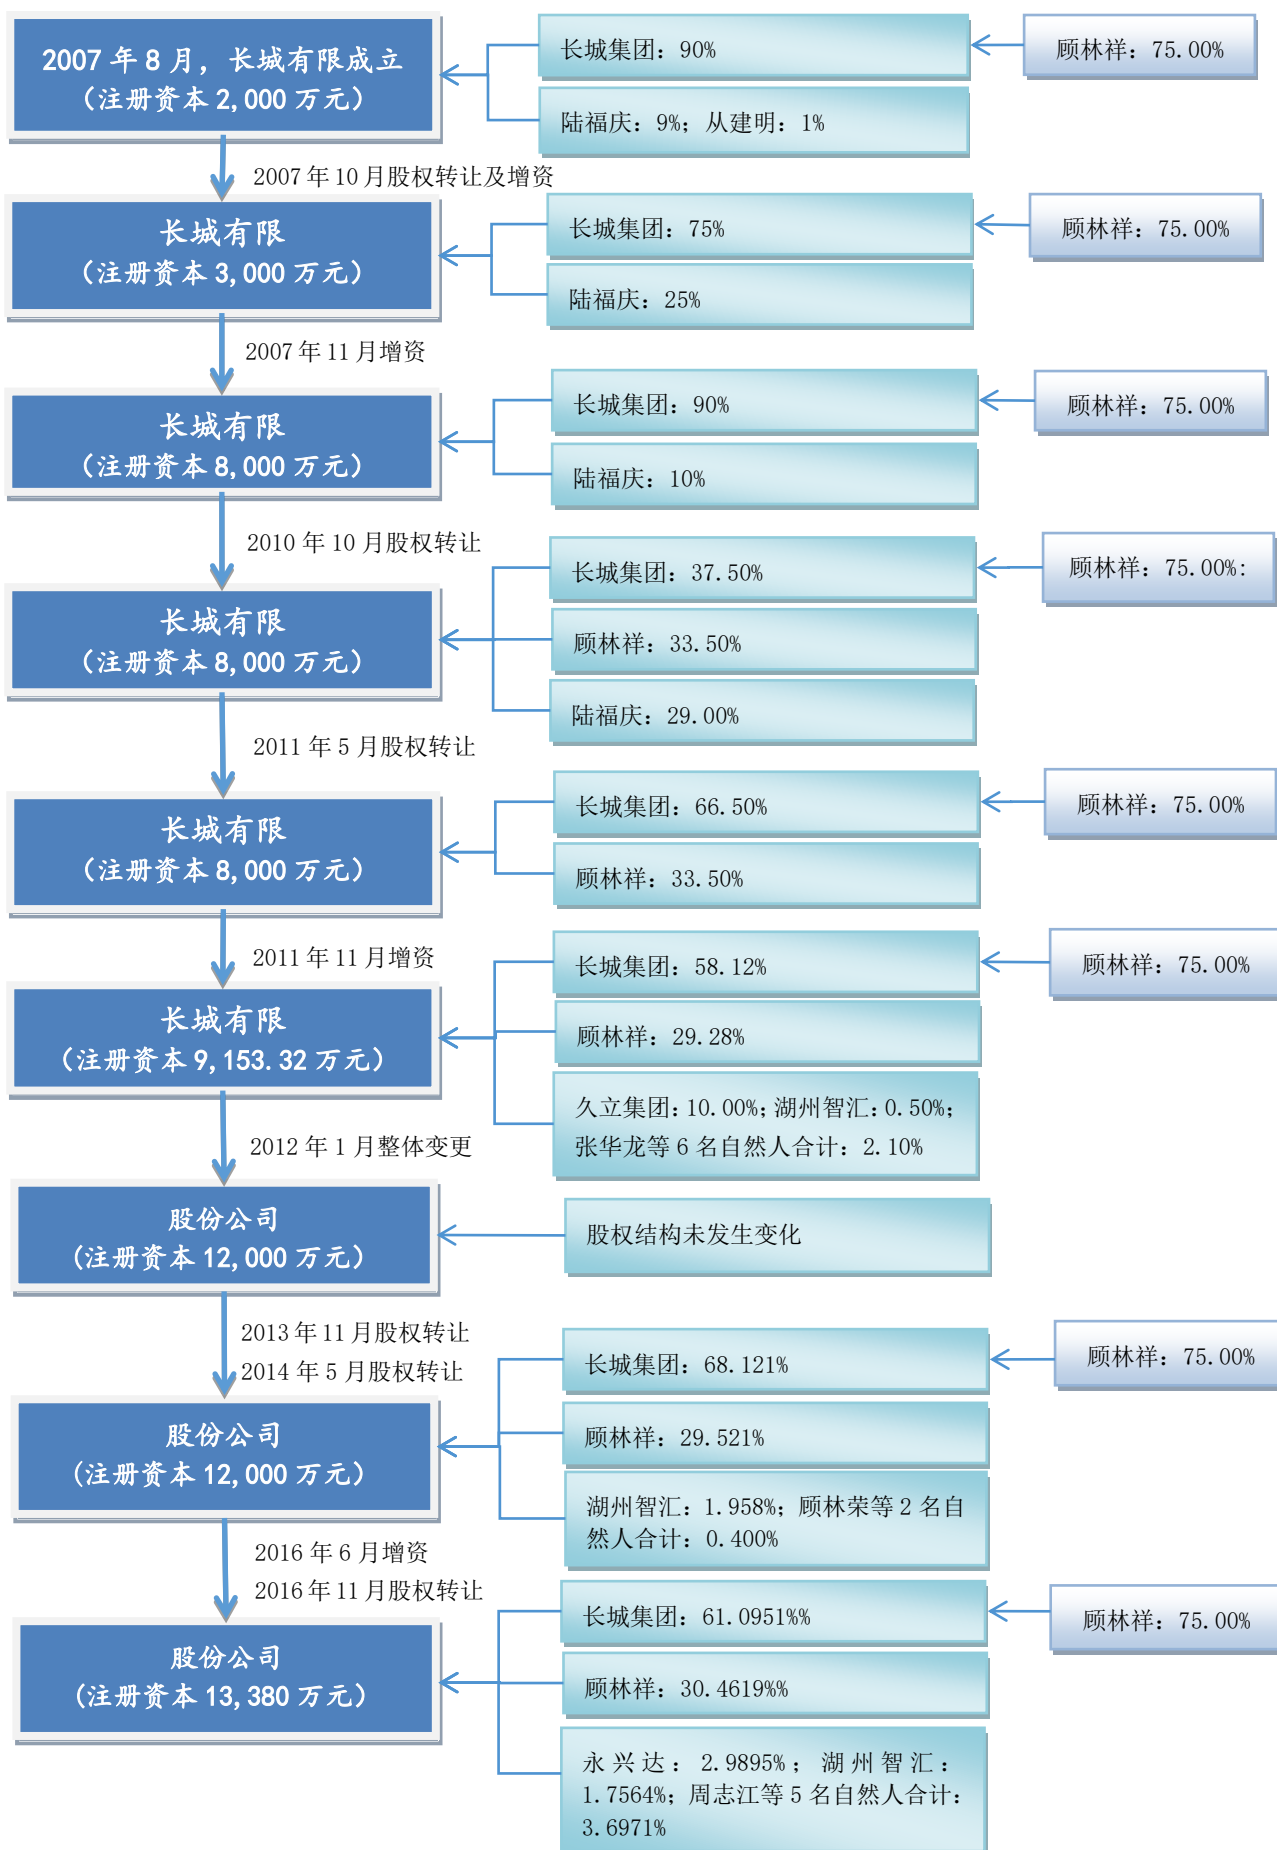 2007 年 8 月，长城有限成立
（注册资本 2,000 万元）
长城集团：90%
顾林祥：75.00%
陆福庆：9%；从建明：1%
2007 年 10 月股权转让及增资
长城有限
（注册资本 3,000 万元）
长城集团：75%
顾林祥：75.00%
陆福庆：25%
2007 年 11 月增资
长城有限
（注册资本 8,000 万元）
长城集团：90%
顾林祥：75.00%
陆福庆：10%
2010 年 10 月股权转让
长城有限
（注册资本 8,000 万元）
长城集团：37.50%
顾林祥：75.00%:
顾林祥：33.50%
陆福庆：29.00%
2011 年 5 月股权转让
长城有限
（注册资本 8,000 万元）
长城集团：66.50%
顾林祥：75.00%
顾林祥：33.50%
2011 年 11 月增资
长城有限
（注册资本 9,153.32 万元）
长城集团：58.12%
顾林祥：75.00%
顾林祥：29.28%
久立集团：10.00%；湖州智汇：0.50%；
张华龙等 6 名自然人合计：2.10%
2012 年 1 月整体变更
股份公司
（注册资本 12,000 万元）
股权结构未发生变化
2013 年 11 月股权转让
2014 年 5 月股权转让
股份公司
（注册资本 12,000 万元）
长城集团：68.121%
顾林祥：75.00%
顾林祥：29.521%
湖州智汇：1.958%；顾林荣等 2 名自
然人合计：0.400%
2016 年 6 月增资
2016 年 11 月股权转让
股份公司
（注册资本 13,380 万元）
长城集团：61.0951%%
顾林祥：75.00%
顾林祥：30.4619%%
永兴达：2.9895%；湖州智汇：
1.7564%；周志江等 5 名自然人合计：
3.6971%